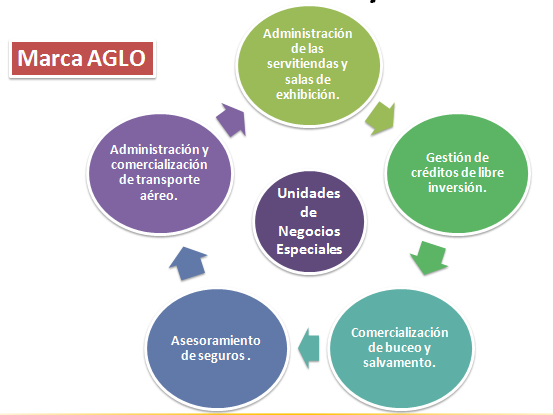 Marca AGLO
Administración
de las
servitiendas y
salas de
exhibición.
Gestión de
créditos de libre
inversión.
Comercialización
de buceo y
salvamento.
Asesoramiento
de seguros .
Administración y
comercialización
de transporte
aéreo.
Unidades
de
Negocios
Especiales